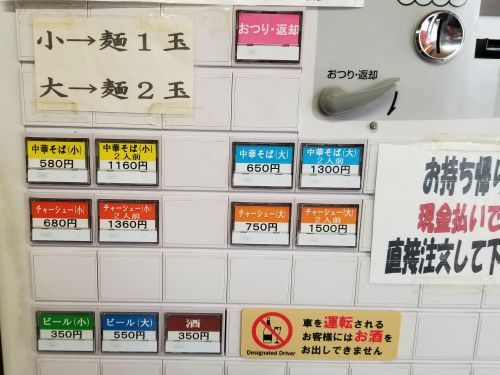 小→麺1玉
大→麺2玉
おつり・返却
おつり・返却
中華そば(小)
580円
中華そば(小)
2人前
1160円
中華そば(大)
650円
中華そば(大)
2人前
1300円
チャーシュー(小)
680円
チャーシュー(小)
2人前
1360円
チャーシュー(大)
750円
チャーシュー(大)
2人前
1500円
お持ち帰
現金払いで
直接注文して下
ビール(小)
350円
ビール(大)
550円
酒
350円
Designated Driver
車を運転される
お客様にはお酒を
お出しできません